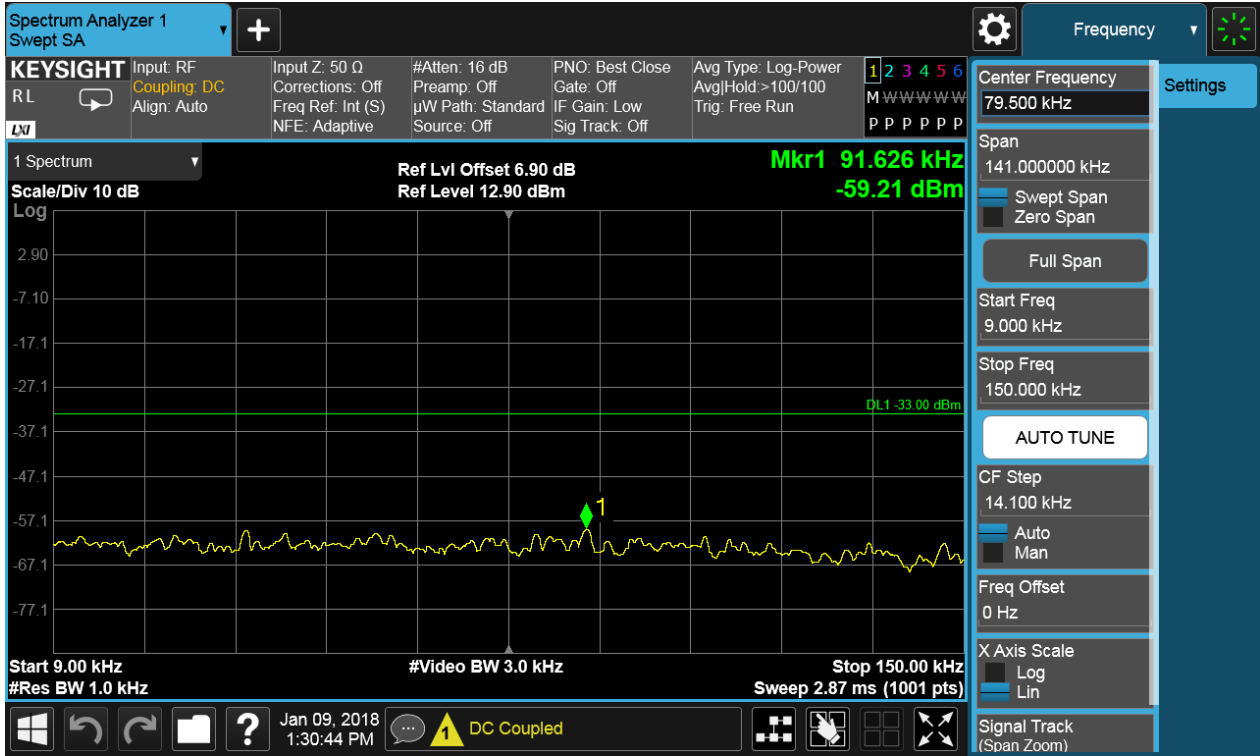 Spectrum Analyzer 1
Swept SA
+
Frequency
KEYSIGHT
RL
LXI
Input: RF
Coupling: DC
Align: Auto
Input Z: 50 Ω
Corrections: Off
Freq Ref: Int (S)
NFE: Adaptive
#Atten: 16 dB
Preamp: Off
µW Path: Standard
Source: Off
PNO: Best Close
Gate: Off
IF Gain: Low
Sig Track: Off
Avg Type: Log-Power
Avg|Hold:>100/100
Trig: Free Run
1 2 3 4 5 6
M W W W W W
P P P P P P
1 Spectrum
Scale/Div 10 dB
Log
Ref Lvl Offset 6.90 dB
Ref Level 12.90 dBm
Mkr1 91.626 kHz
-59.21 dBm
2.90
-7.10
-17.1
-27.1
DL1 -33.00 dBm
-37.1
-47.1
1
-57.1
-67.1
-77.1
Start 9.00 kHz
#Res BW 1.0 kHz
#Video BW 3.0 kHz
Stop 150.00 kHz
Sweep 2.87 ms (1001 pts)
Center Frequency
79.500 kHz
Settings
Span
141.000000 kHz
Swept Span
Zero Span
Full Span
Start Freq
9.000 kHz
Stop Freq
150.000 kHz
AUTO TUNE
CF Step
14.100 kHz
Auto
Man
Freq Offset
0 Hz
X Axis Scale
Log
Lin
Signal Track
(Span Zoom)
?
Jan 09, 2018
1:30:44 PM
1
DC Coupled